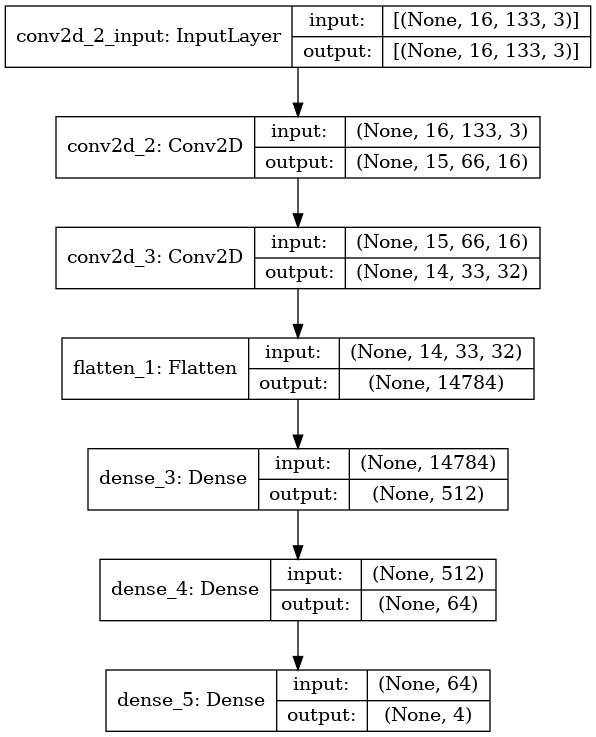 conv2d_2_input: InputLayer
input:
[(None, 16, 133, 3)]
output:
[(None, 16, 133, 3)]
conv2d_2: Conv2D
input:
(None, 16, 133, 3)
output:
(None, 15, 66, 16)
conv2d_3: Conv2D
input:
(None, 15, 66, 16)
output:
(None, 14, 33, 32)
flatten_1: Flatten
input:
(None, 14, 33, 32)
output:
(None, 14784)
dense_3: Dense
input:
(None, 14784)
output:
(None, 512)
dense_4: Dense
input:
(None, 512)
output:
(None, 64)
dense_5: Dense
input:
(None, 64)
output:
(None, 4)